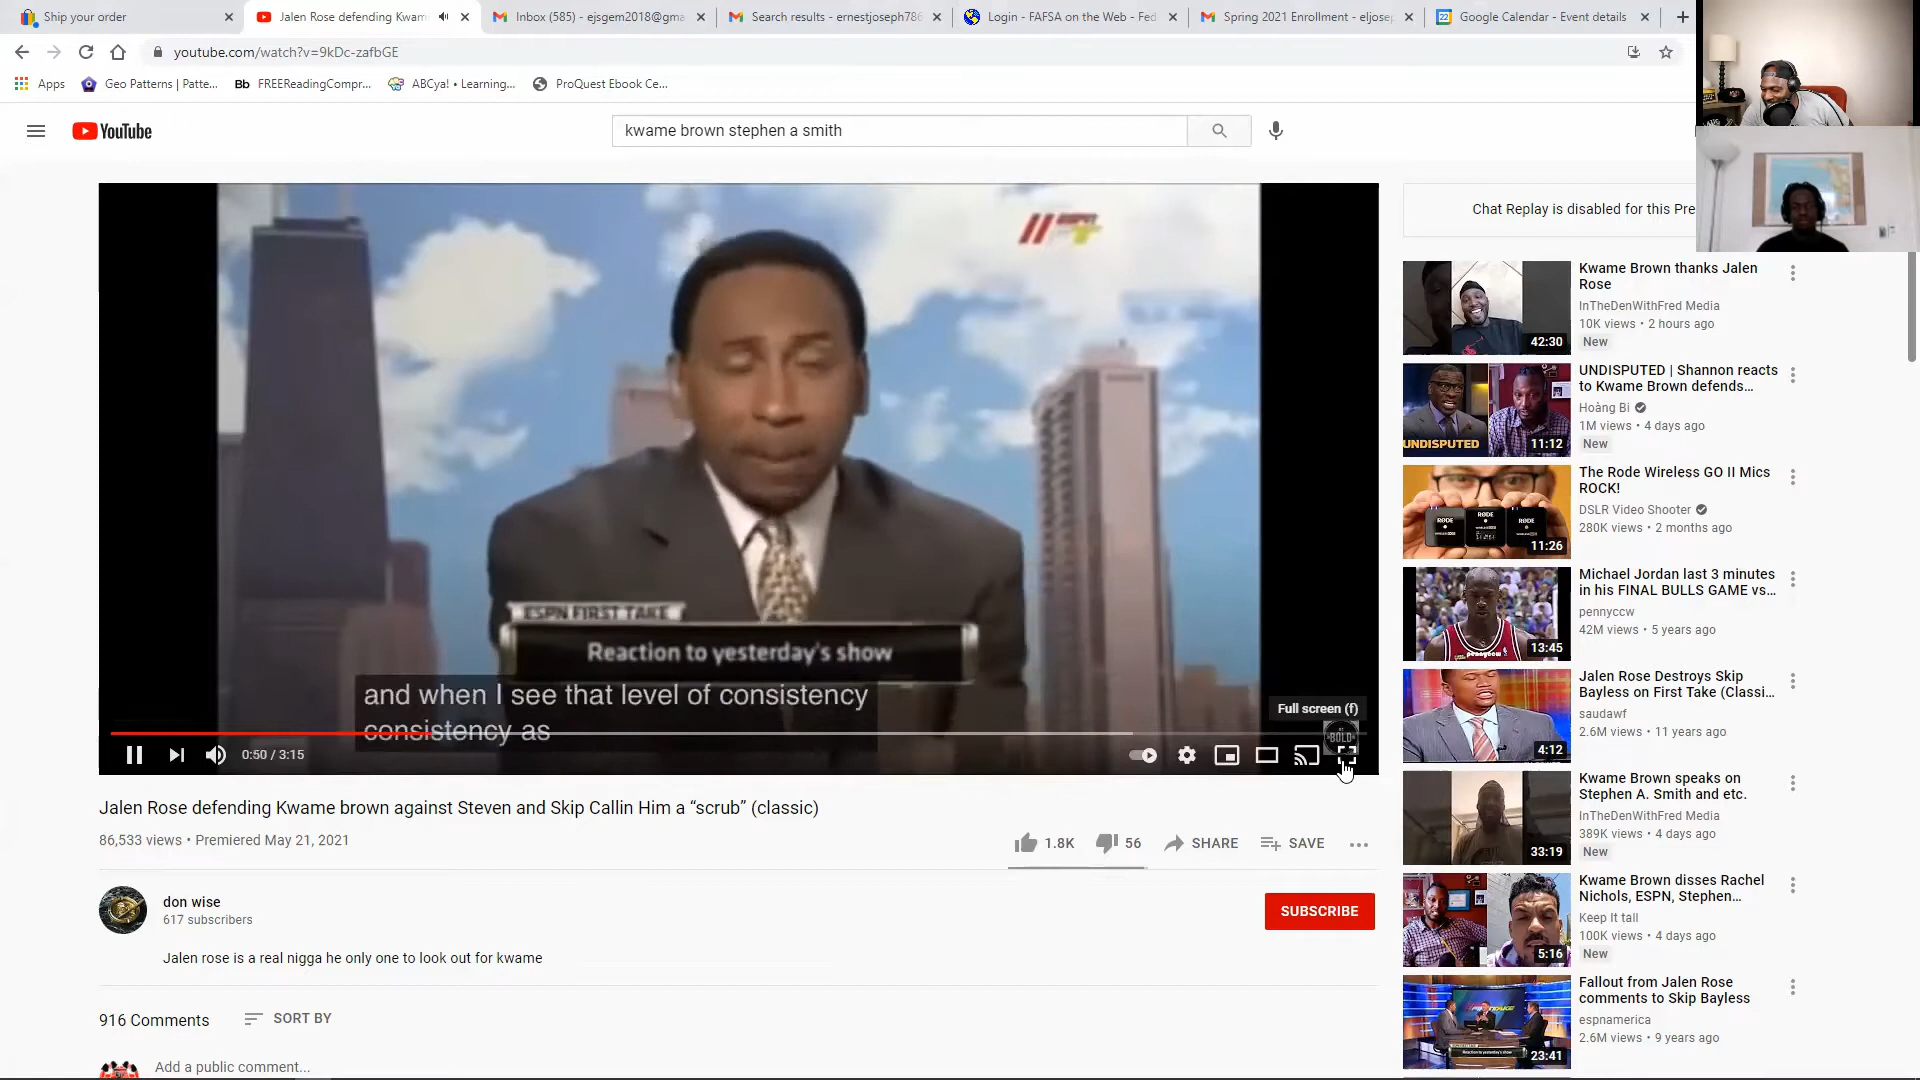 Ship your order
Jalen Rose defending Kwam
Inbox (585) - ejsgem2018@gma
Search results - ernestjoseph786
Login - FAFSA on the Web - Fed
Spring 2021 Enrollment - eljosep
Google Calendar - Event details
youtube.com/watch?v=9kDc-zafbGE
Apps
Geo Patterns | Patte...
Bb FREEReadingCompr...
ABCya! • Learning...
ProQuest Ebook Ce...
YouTube
kwame brown stephen a smith
ESPN FIRST TAKE
Reaction to yesterday's show
and when I see that level of consistency
consistency as
Full screen (f)
BOLD
0:50 / 3:15
Jalen Rose defending Kwame brown against Steven and Skip Callin Him a “scrub” (classic)
86,533 views • Premiered May 21, 2021
1.8K
56
SHARE
SAVE
don wise
617 subscribers
SUBSCRIBE
Jalen rose is a real nigga he only one to look out for kwame
916 Comments
SORT BY
Add a public comment...
Chat Replay is disabled for this Pre
42:30
Kwame Brown thanks Jalen
Rose
InTheDenWithFred Media
10K views • 2 hours ago
New
UNDISPUTED
11:12
UNDISPUTED | Shannon reacts
to Kwame Brown defends...
Hoàng Bi
1M views • 4 days ago
New
RØDE
RØDE
RØDE
11:26
The Rode Wireless GO II Mics
ROCK!
DSLR Video Shooter
280K views • 2 months ago
13:45
Michael Jordan last 3 minutes
in his FINAL BULLS GAME vs...
pennyccw
42M views • 5 years ago
4:12
Jalen Rose Destroys Skip
Bayless on First Take (Classi...
saudawf
2.6M views • 11 years ago
33:19
Kwame Brown speaks on
Stephen A. Smith and etc.
InTheDenWithFred Media
389K views • 4 days ago
New
5:16
Kwame Brown disses Rachel
Nichols, ESPN, Stephen...
Keep It tall
100K views • 4 days ago
New
Reaction to yesterday's show
23:41
Fallout from Jalen Rose
comments to Skip Bayless
espnamerica
2.6M views • 9 years ago